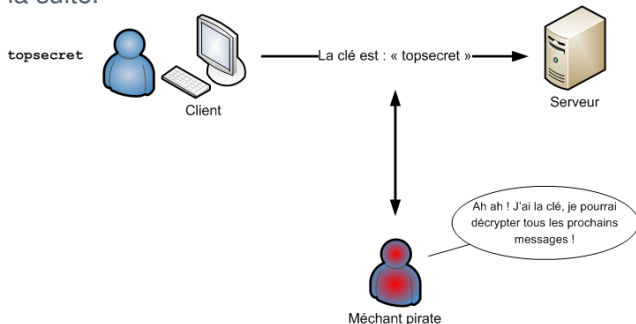 la suite.
topsecret
La clé est : « topsecret »
Client
Serveur
Ah ah ! J'ai la clé, je pourrai
décrypter tous les prochains
messages !
Méchant pirate